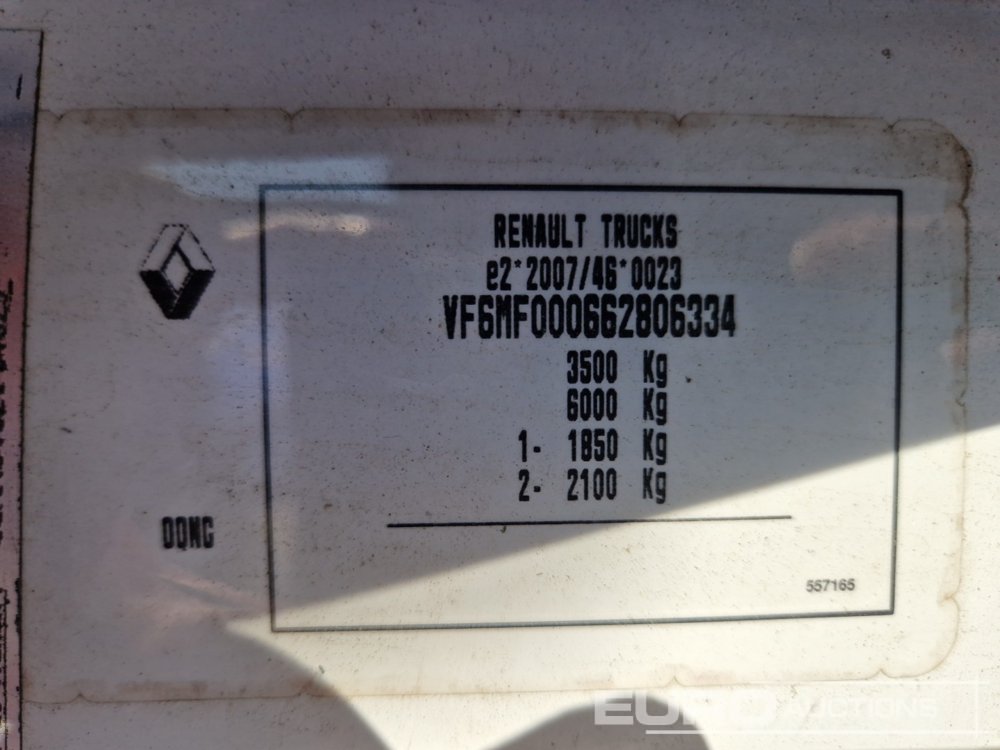 RENAULT TRUCKS
e2*2007/46*0023
VF6MF000662806334
3500 Kg
6000 Kg
1- 1850 Kg
2- 2100 Kg
DQNG
557165
EURO AUCTIONS